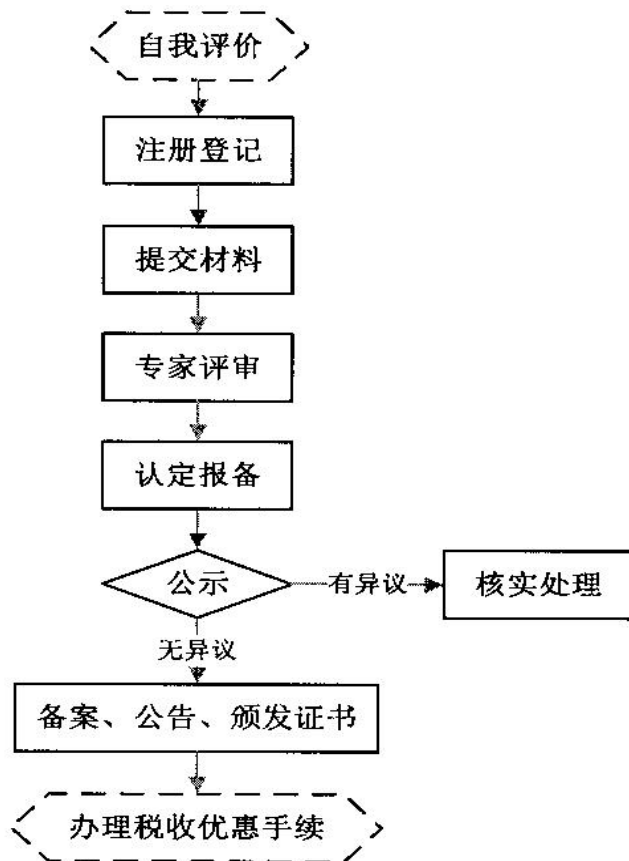 自我评价
注册登记
提交材料
专家评审
认定报备
公示
有异议
核实处理
无异议
备案、公告、颁发证书
办理税收优惠手续